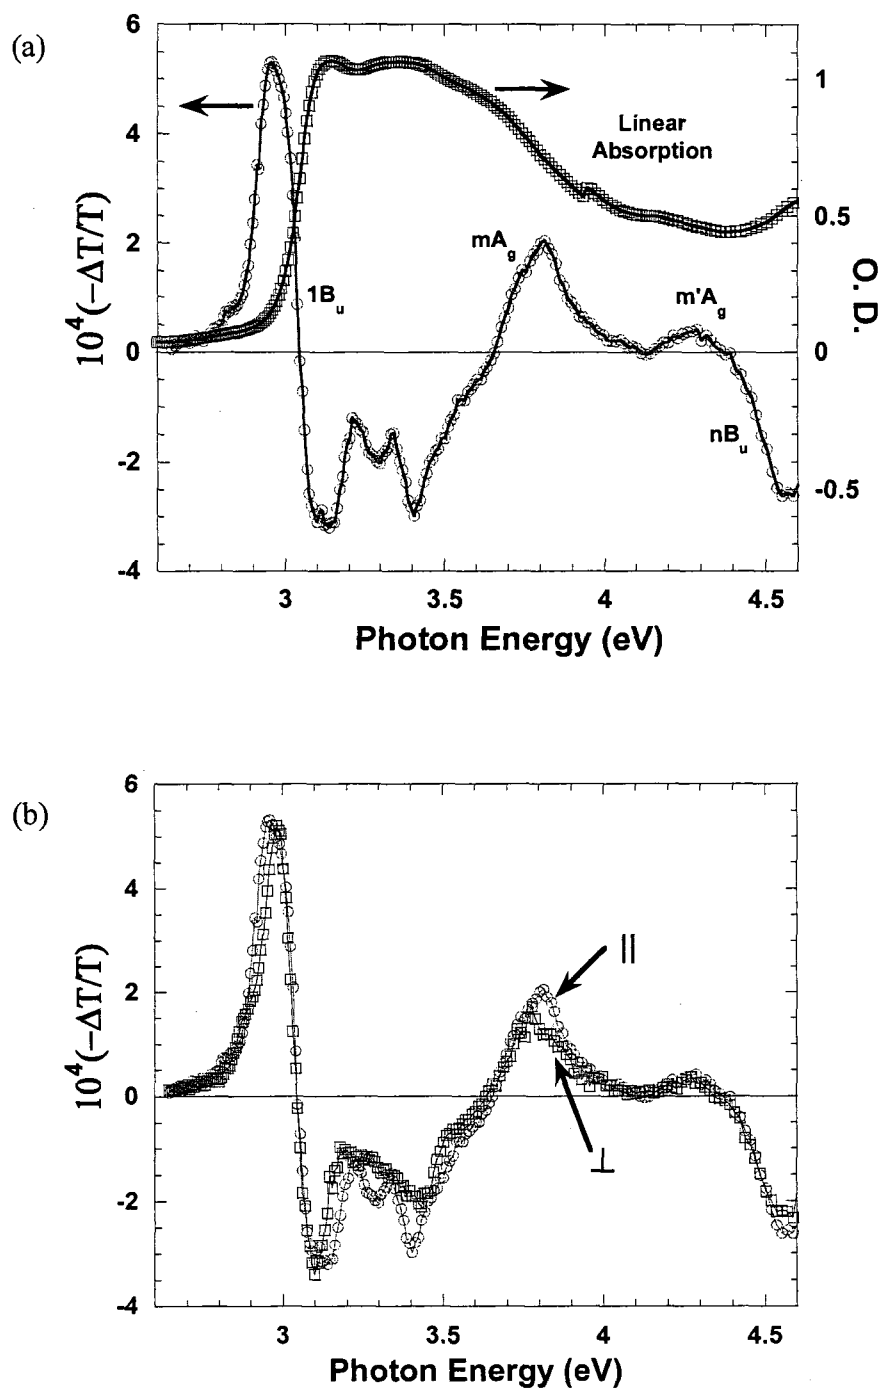 (a)
6
4
2
0
-2
-4
10⁴(−ΔT/T)
1
0.5
0
-0.5
O. D.
Linear
Absorption
1Bᵤ
mA_g
m'A_g
nBᵤ
3
3.5
4
4.5
Photon Energy (eV)
(b)
6
4
2
0
-2
-4
10⁴(−ΔT/T)
||
⊥
3
3.5
4
4.5
Photon Energy (eV)